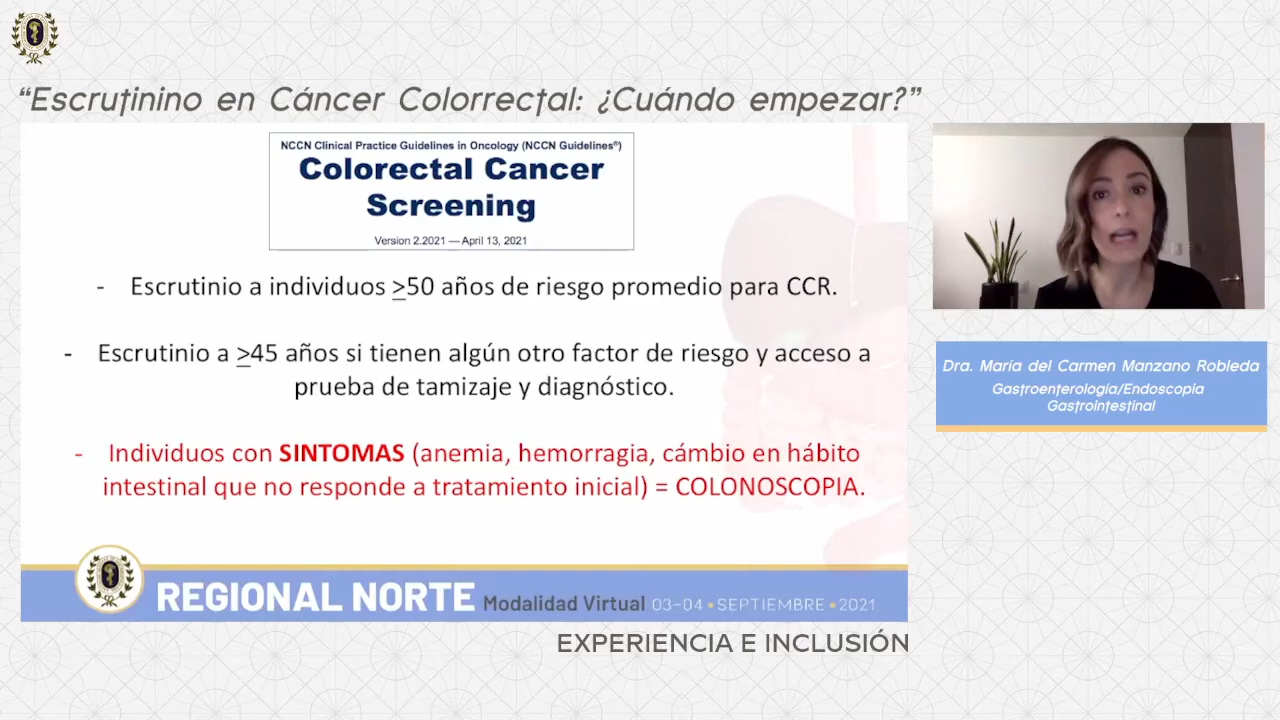 “Escrutinino en Cáncer Colorrectal: ¿Cuándo empezar?”
NCCN Clinical Practice Guidelines in Oncology (NCCN Guidelines®)
Colorectal Cancer
Screening
Version 2.2021 — April 13, 2021
- Escrutinio a individuos >50 años de riesgo promedio para CCR.
- Escrutinio a >45 años si tienen algún otro factor de riesgo y acceso a
prueba de tamizaje y diagnóstico.
- Individuos con SINTOMAS (anemia, hemorragia, cámbio en hábito
intestinal que no responde a tratamiento inicial) = COLONOSCOPIA.
Dra. María del Carmen Manzano Robleda
Gastroenterología/Endoscopia
Gastrointestinal
REGIONAL NORTE Modalidad Virtual 03-04 ▪ SEPTIEMBRE ▪ 2021
EXPERIENCIA E INCLUSIÓN